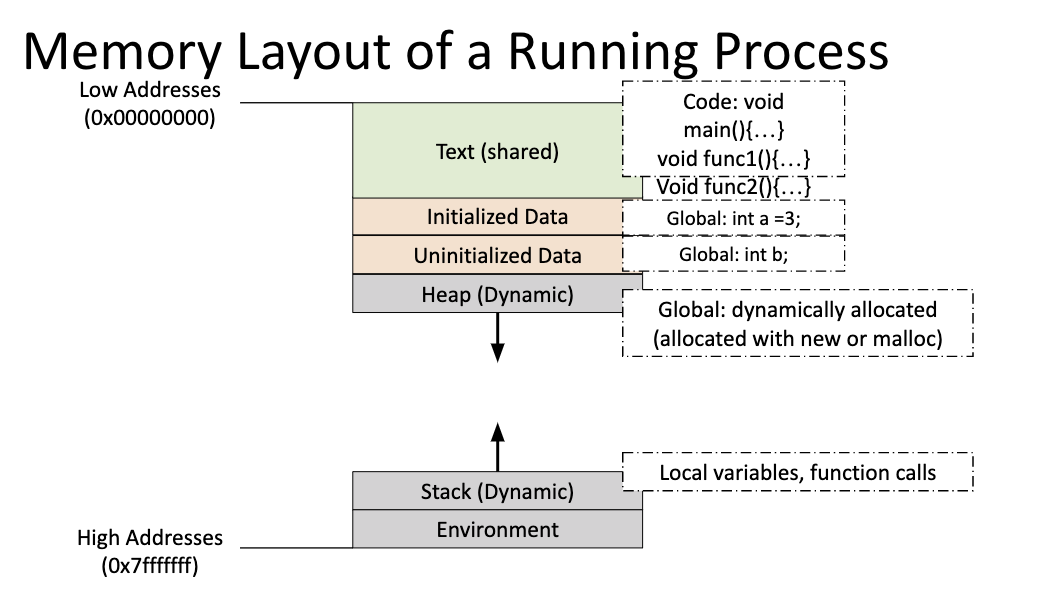 Memory Layout of a Running Process
Low Addresses
(0x00000000)
Text (shared)
Code: void
main(){…}
void func1(){…}
Void func2(){…}
Initialized Data
Global: int a =3;
Uninitialized Data
Global: int b;
Heap (Dynamic)
Global: dynamically allocated
(allocated with new or malloc)
Stack (Dynamic)
Local variables, function calls
Environment
High Addresses
(0x7fffffff)